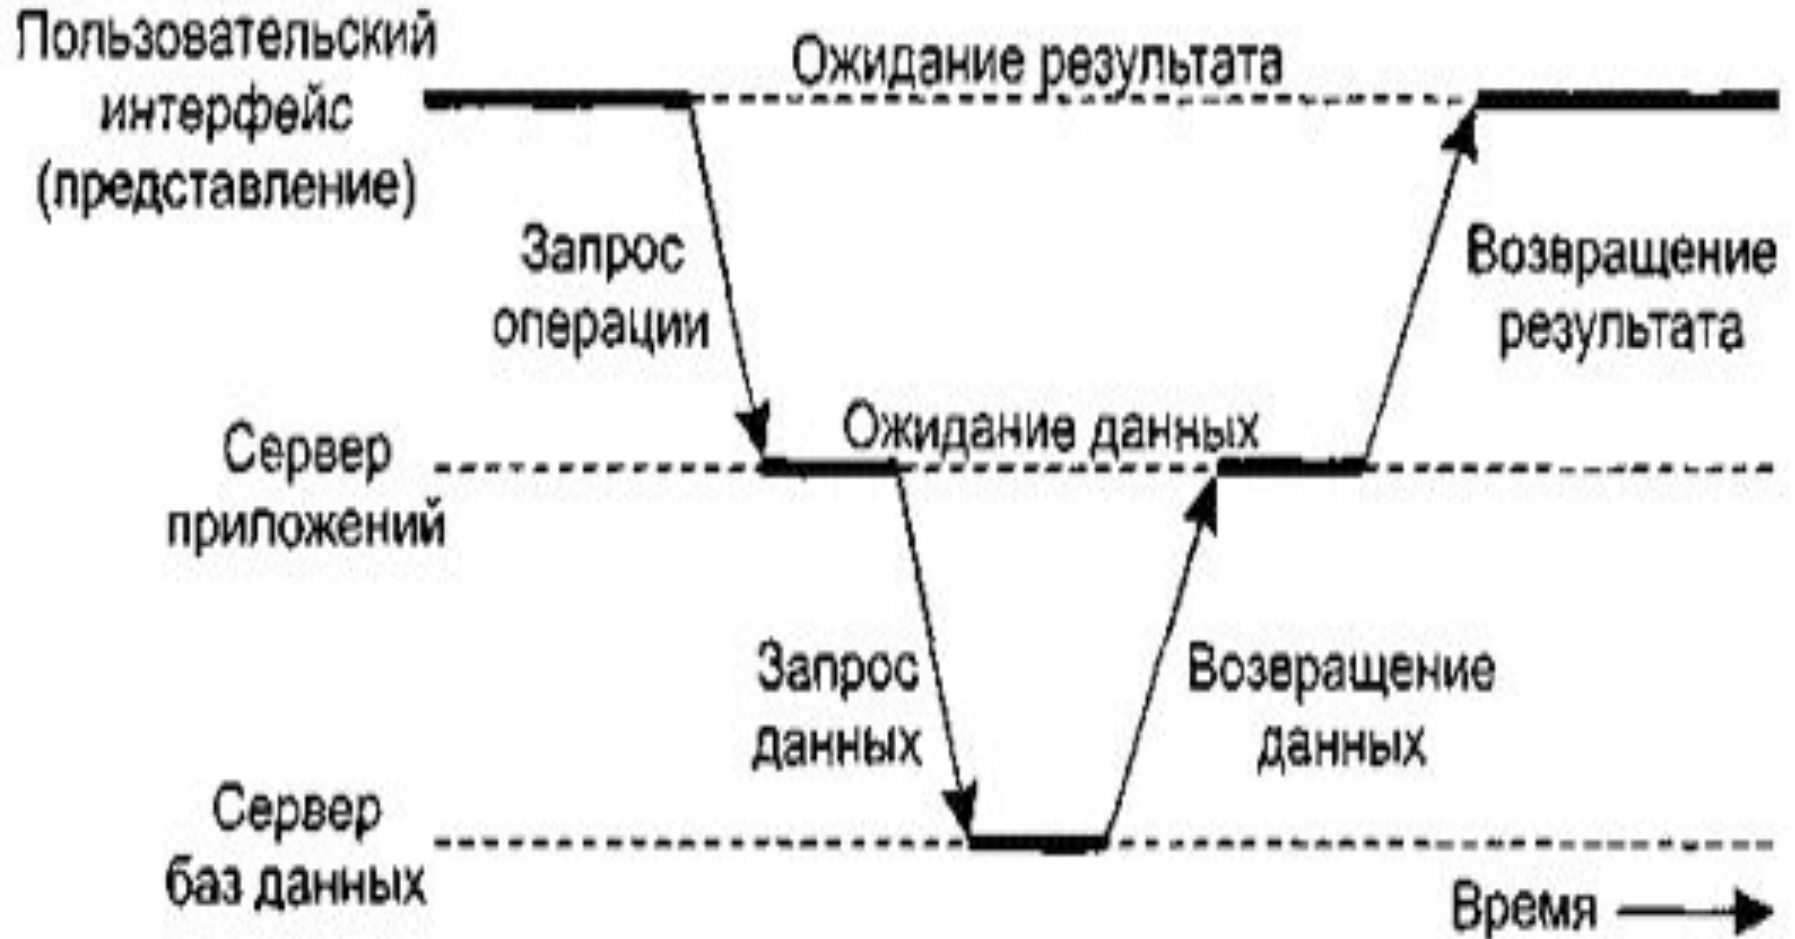 Пользовательский
интерфейс
(представление)
Ожидание результата
Запрос
операции
Возвращение
результата
Сервер
приложений
Ожидание данных
Запрос
данных
Возвращение
данных
Сервер
баз данных
Время